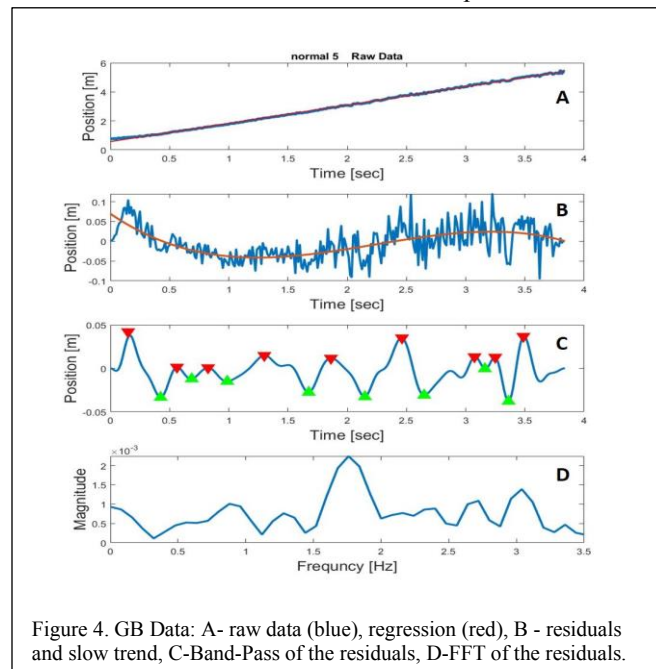 normal 5 Raw Data
Position [m]
6
4
2
0
A
0 0.5 1 1.5 2 2.5 3 3.5 4
Time [sec]
Position [m]
0.1
0.05
0
-0.05
-0.1
B
0 0.5 1 1.5 2 2.5 3 3.5 4
Time [sec]
Position [m]
0.05
0
-0.05
C
0 0.5 1 1.5 2 2.5 3 3.5 4
Time [sec]
×10⁻³
Magnitude
2
1.5
1
0.5
0
D
0 0.5 1 1.5 2 2.5 3 3.5
Frequncy [Hz]
Figure 4. GB Data: A- raw data (blue), regression (red), B - residuals
and slow trend, C-Band-Pass of the residuals, D-FFT of the residuals.